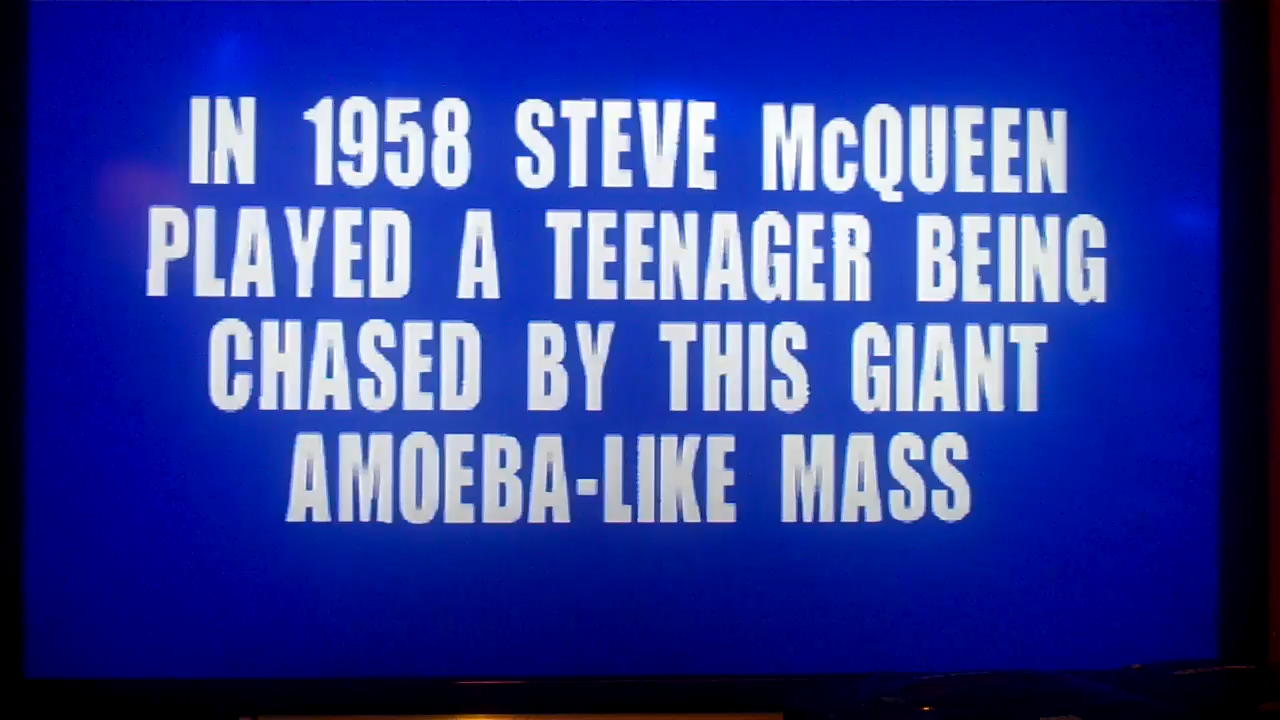 IN 1958 STEVE McQUEEN
PLAYED A TEENAGER BEING
CHASED BY THIS GIANT
AMOEBA-LIKE MASS